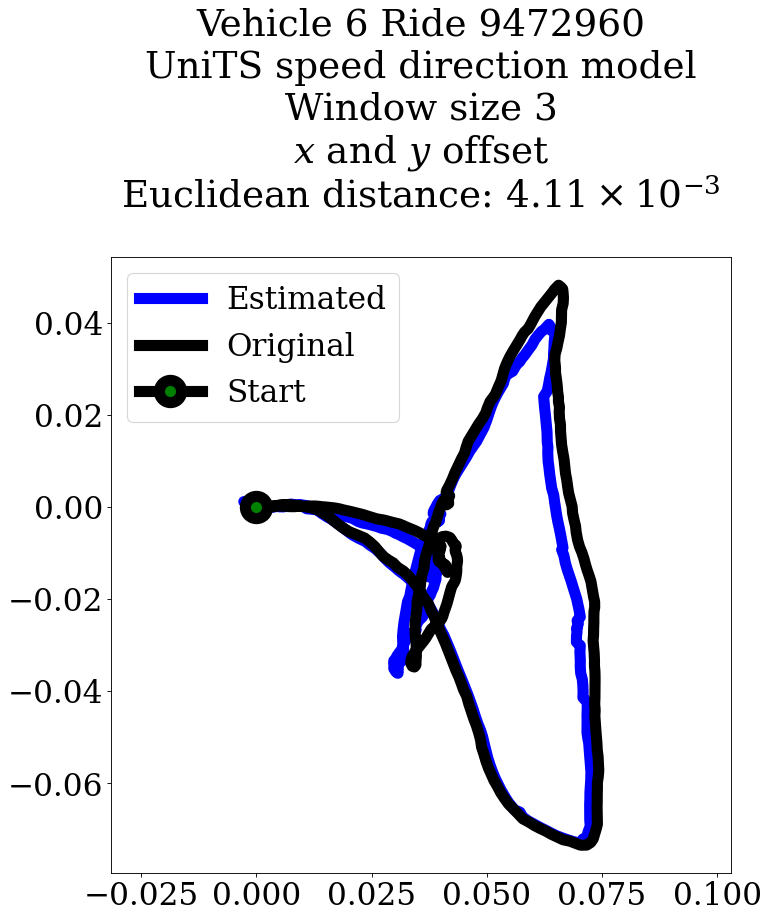 Vehicle 6 Ride 9472960
UniTS speed direction model
Window size 3
x and y offset
Euclidean distance: 4.11 × 10⁻³
Estimated
Original
Start
0.04
0.02
0.00
−0.02
−0.04
−0.06
−0.025 0.000 0.025 0.050 0.075 0.100